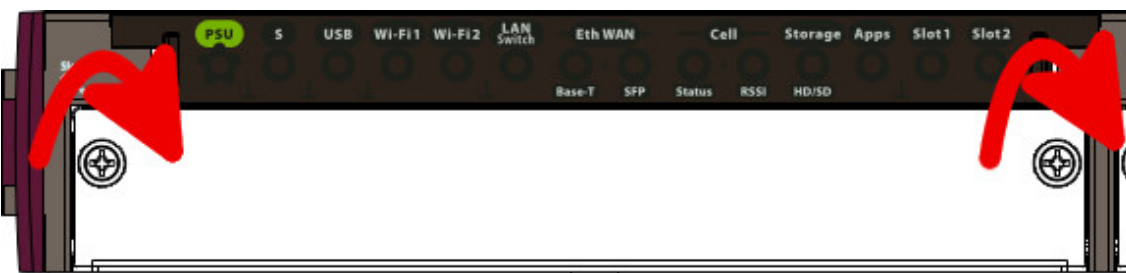 PSU S USB Wi-Fi1 Wi-Fi2 LAN Switch Eth WAN Cell Storage Apps Slot1 Slot2
Base-T SFP Status RSSI HD/SD